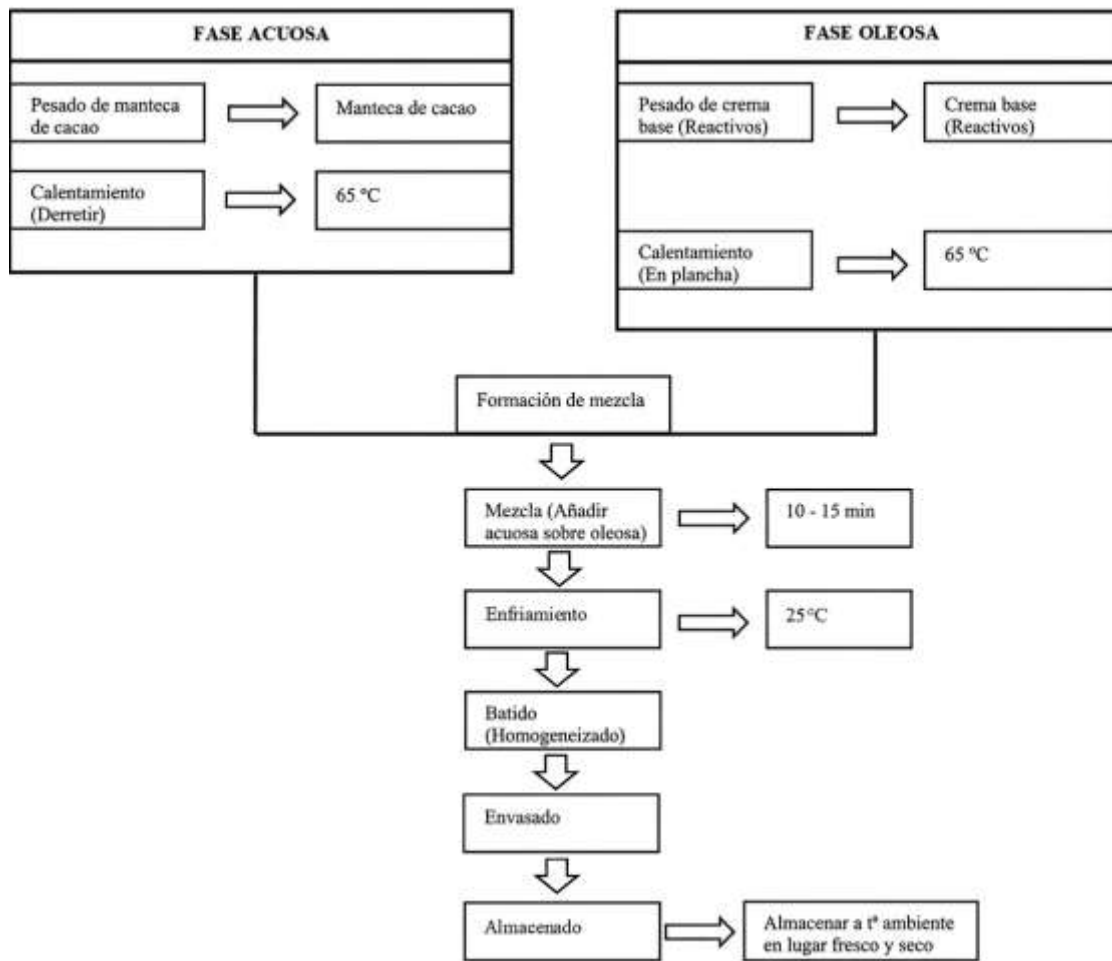 FASE ACUOSA
Pesado de manteca
de cacao
Manteca de cacao
Calentamiento
(Derretir)
65 ºC
FASE OLEOSA
Pesado de crema
base (Reactivos)
Crema base
(Reactivos)
Calentamiento
(En plancha)
65 ºC
Formación de mezcla
Mezcla (Añadir
acuosa sobre oleosa)
10 - 15 min
Enfriamiento
25°C
Batido
(Homogeneizado)
Envasado
Almacenado
Almacenar a tª ambiente
en lugar fresco y seco